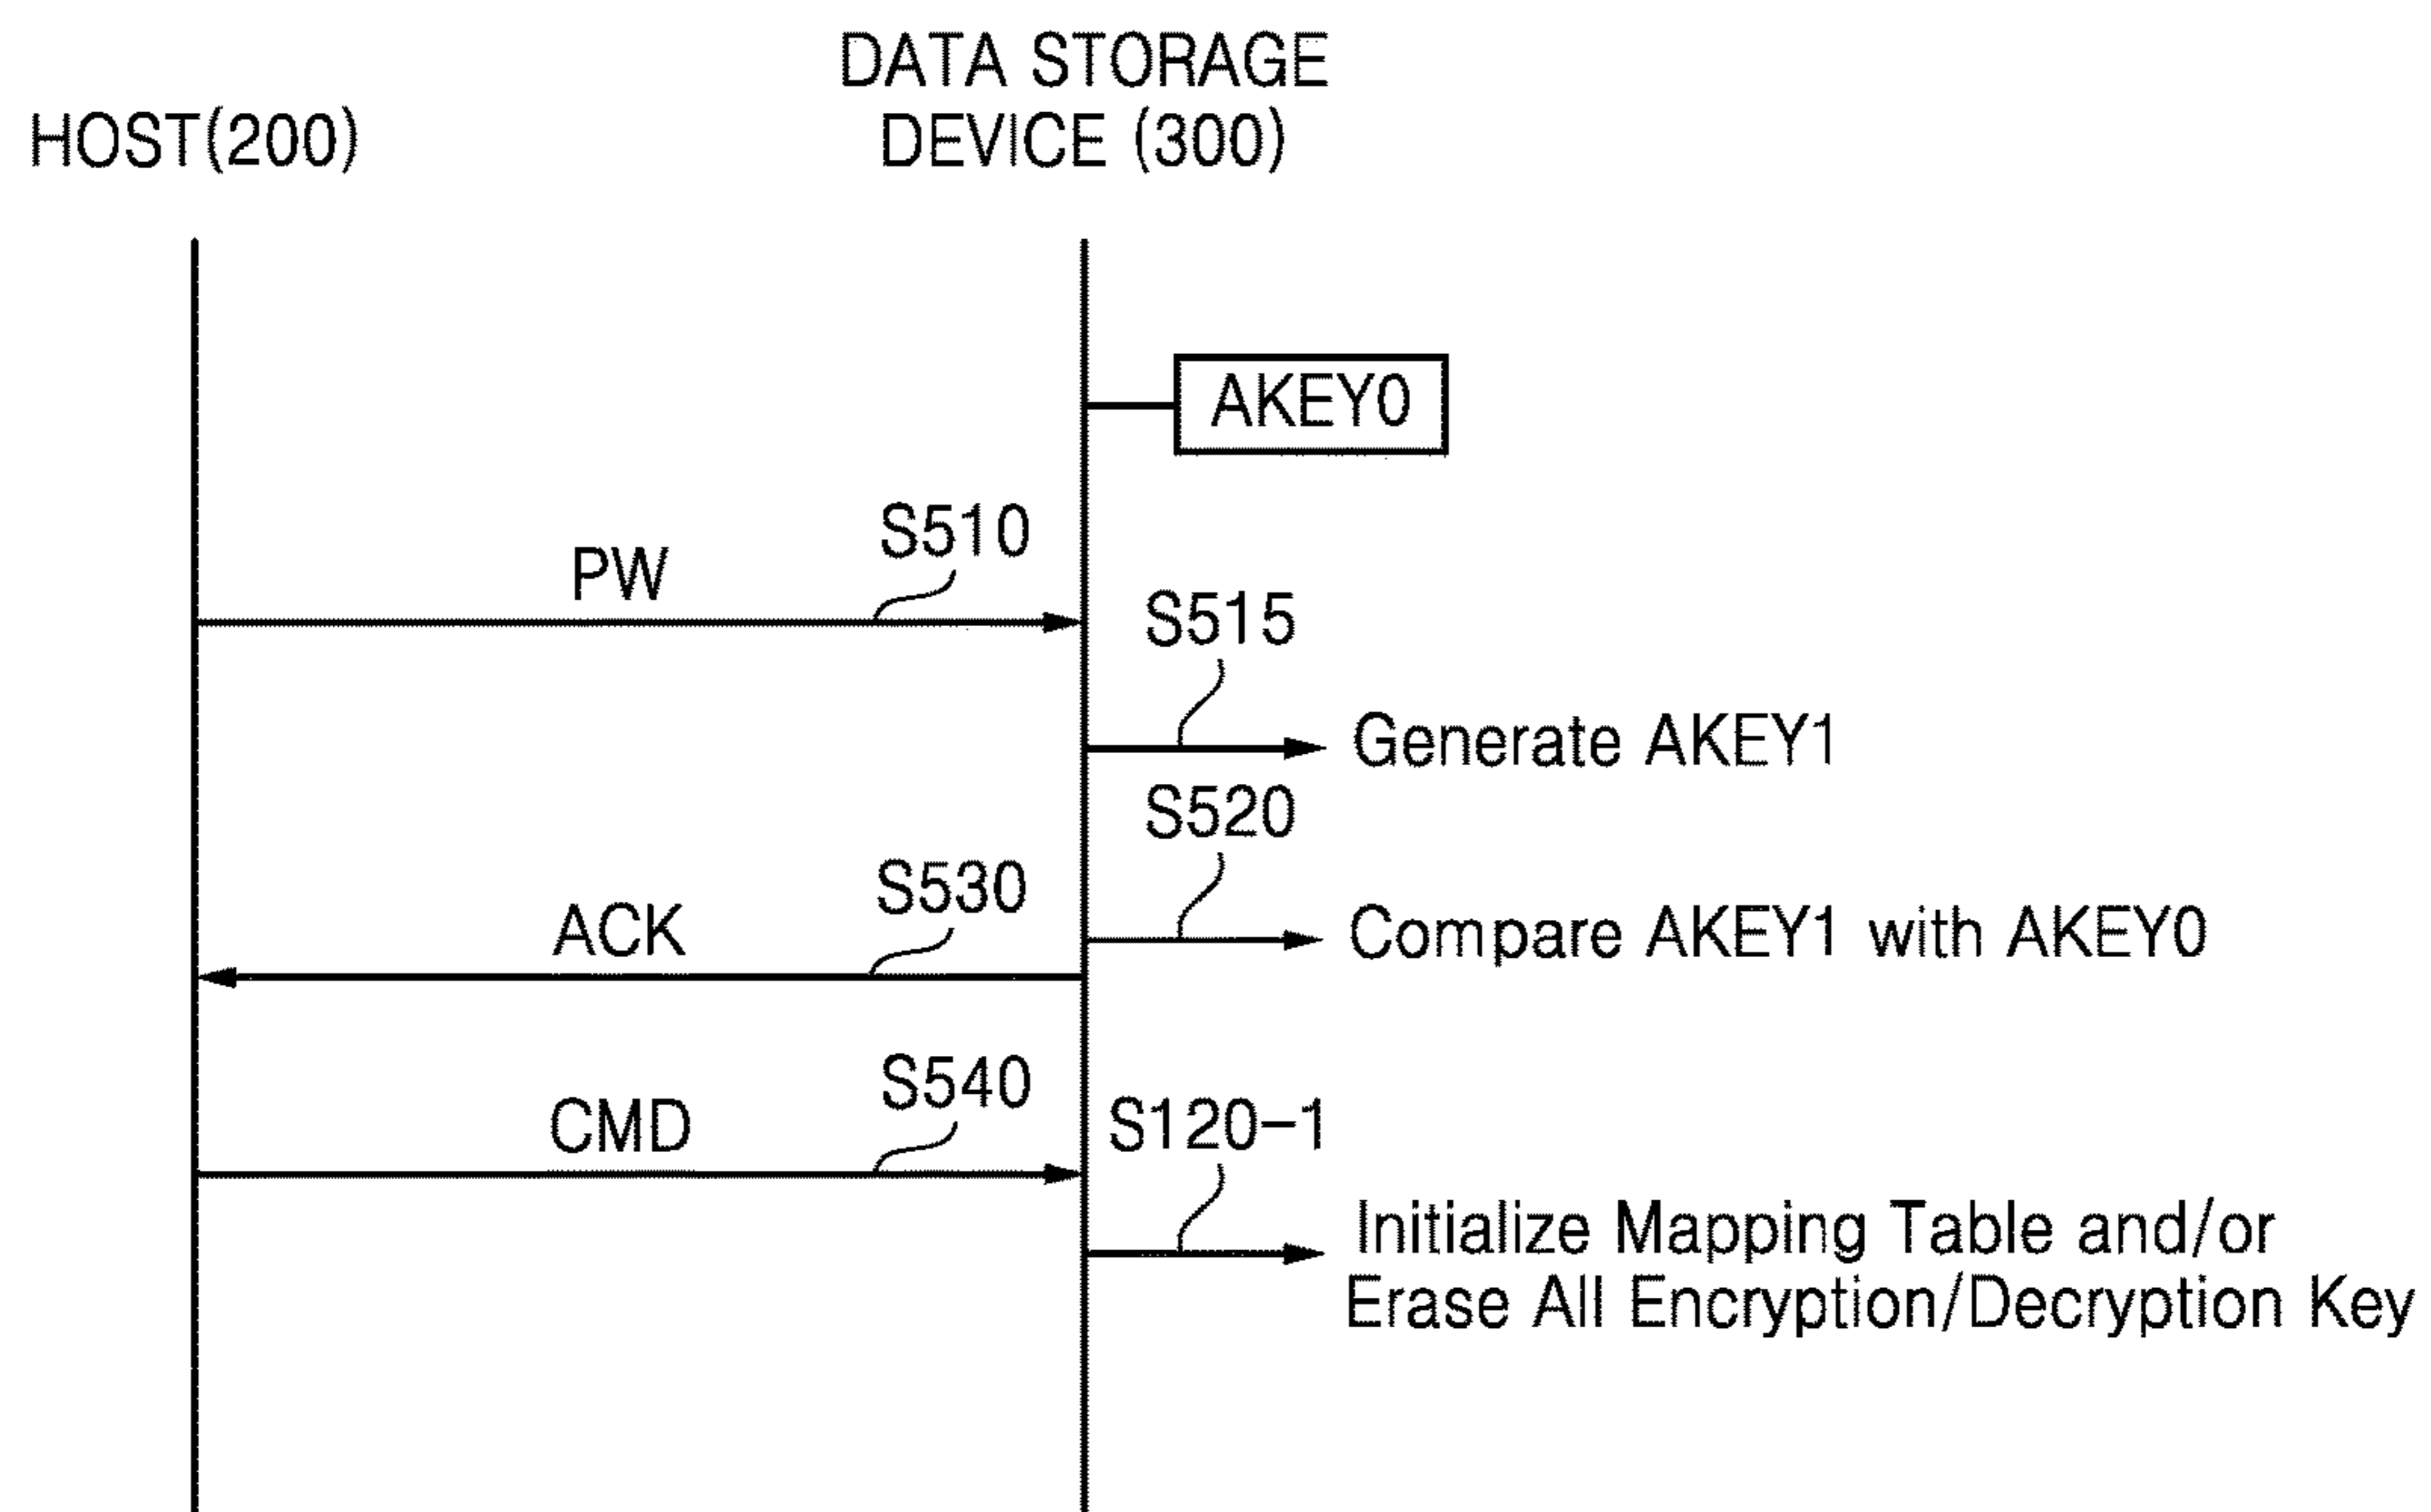 DATA STORAGE
DEVICE (300)
HOST(200)
AKEY0
S510
PW
S515
Generate AKEY1
S520
S530
ACK
Compare AKEY1 with AKEY0
S540
CMD
S120-1
Initialize Mapping Table and/or
Erase All Encryption/Decryption Key